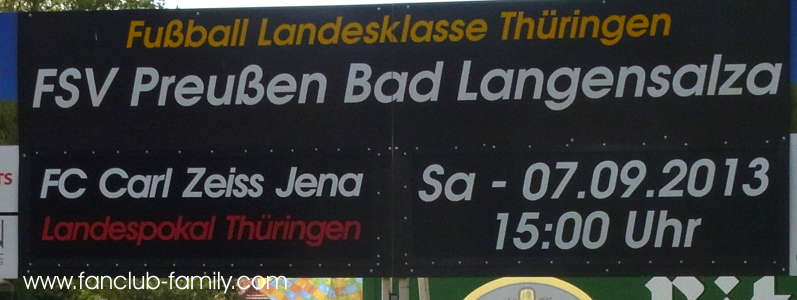 Fußball Landesklasse Thüringen
FSV Preußen Bad Langensalza
FC Carl Zeiss Jena
Landespokal Thüringen
Sa - 07.09.2013
15:00 Uhr
www.fanclub-family.com